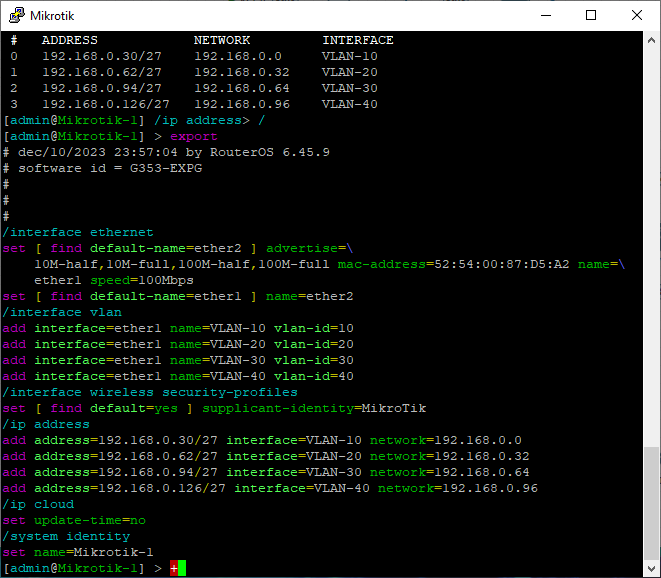 Mikrotik
# ADDRESS NETWORK INTERFACE
0 192.168.0.30/27 192.168.0.0 VLAN-10
1 192.168.0.62/27 192.168.0.32 VLAN-20
2 192.168.0.94/27 192.168.0.64 VLAN-30
3 192.168.0.126/27 192.168.0.96 VLAN-40
[admin@Mikrotik-1] /ip address> /
[admin@Mikrotik-1] > export
# dec/10/2023 23:57:04 by RouterOS 6.45.9
# software id = G353-EXPG
#
#
#
/interface ethernet
set [ find default-name=ether2 ] advertise=\
10M-half,10M-full,100M-half,100M-full mac-address=52:54:00:87:D5:A2 name=\
ether1 speed=100Mbps
set [ find default-name=ether1 ] name=ether2
/interface vlan
add interface=ether1 name=VLAN-10 vlan-id=10
add interface=ether1 name=VLAN-20 vlan-id=20
add interface=ether1 name=VLAN-30 vlan-id=30
add interface=ether1 name=VLAN-40 vlan-id=40
/interface wireless security-profiles
set [ find default=yes ] supplicant-identity=MikroTik
/ip address
add address=192.168.0.30/27 interface=VLAN-10 network=192.168.0.0
add address=192.168.0.62/27 interface=VLAN-20 network=192.168.0.32
add address=192.168.0.94/27 interface=VLAN-30 network=192.168.0.64
add address=192.168.0.126/27 interface=VLAN-40 network=192.168.0.96
/ip cloud
set update-time=no
/system identity
set name=Mikrotik-1
[admin@Mikrotik-1] > +